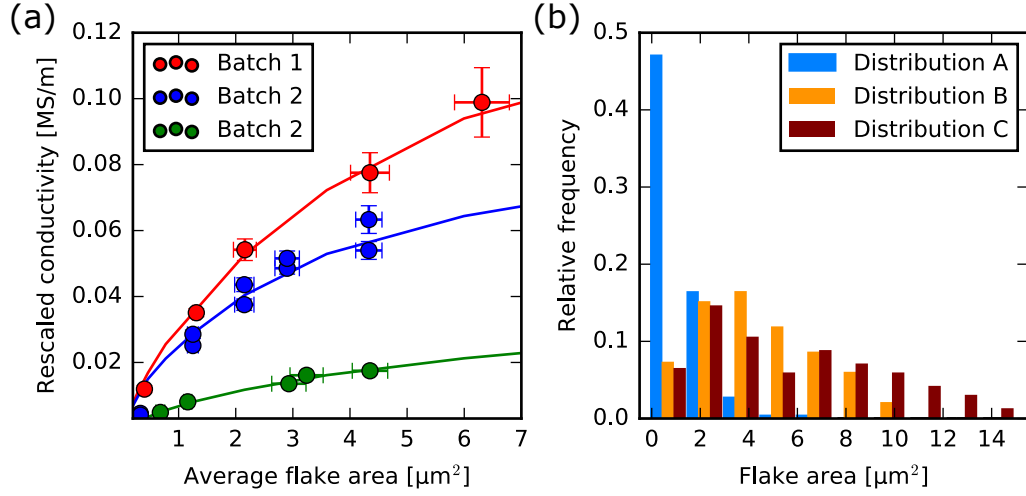 (a)
Rescaled conductivity [MS/m]
0.12
0.10
0.08
0.06
0.04
0.02
Batch 1
Batch 2
Batch 2
1 2 3 4 5 6 7
Average flake area [μm²]
(b)
Relative frequency
0.5
0.4
0.3
0.2
0.1
0.0
Distribution A
Distribution B
Distribution C
0 2 4 6 8 10 12 14
Flake area [μm²]